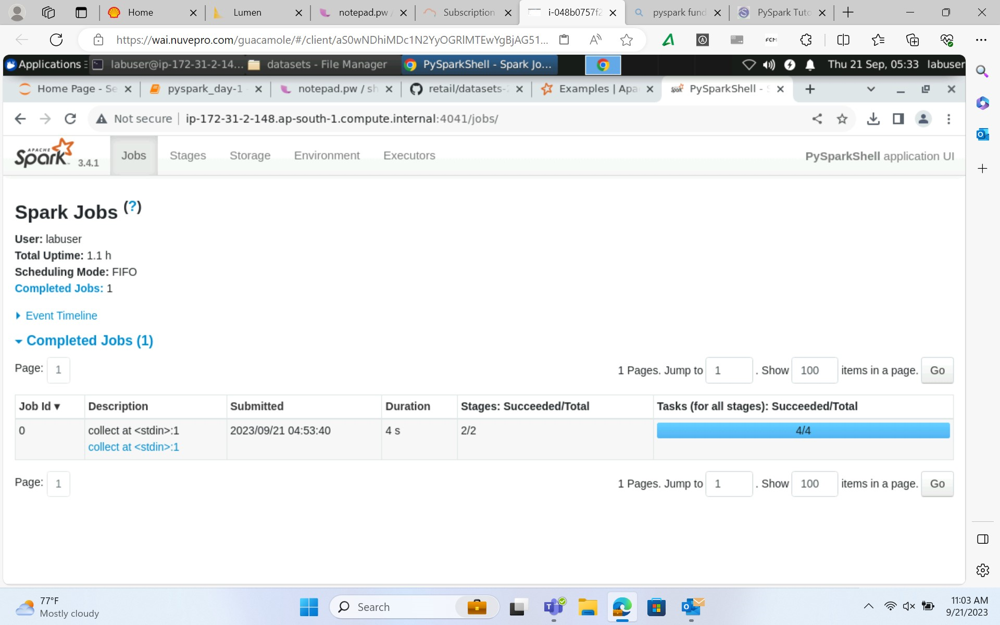 Home
Lumen
notepad.pw
Subscription
i-048b0757f2
pyspark fund
PySpark Tuto
https://wai.nuvepro.com/guacamole/#/client/aS0wNDhiMDc1N2YyOGRlMTEwYgBjAG51...
FCM
Applications
labuser@ip-172-31-2-14...
datasets - File Manager
PySparkShell - Spark Jo...
Thu 21 Sep, 05:33
labuser
Home Page - Se
pyspark_day-1
notepad.pw / sh
retail/datasets-
Examples | Apa
PySparkShell -
Not secure
ip-172-31-2-148.ap-south-1.compute.internal:4041/jobs/
APACHE Spark 3.4.1
Jobs
Stages
Storage
Environment
Executors
PySparkShell application UI
Spark Jobs (?)
User: labuser
Total Uptime: 1.1 h
Scheduling Mode: FIFO
Completed Jobs: 1
Event Timeline
Completed Jobs (1)
Page: 1
1 Pages. Jump to 1 . Show 100 items in a page. Go
Job Id ▾ Description Submitted Duration Stages: Succeeded/Total Tasks (for all stages): Succeeded/Total
0 collect at <stdin>:1 2023/09/21 04:53:40 4 s 2/2 4/4
collect at <stdin>:1
Page: 1
1 Pages. Jump to 1 . Show 100 items in a page. Go
77°F
Mostly cloudy
Search
11:03 AM
9/21/2023